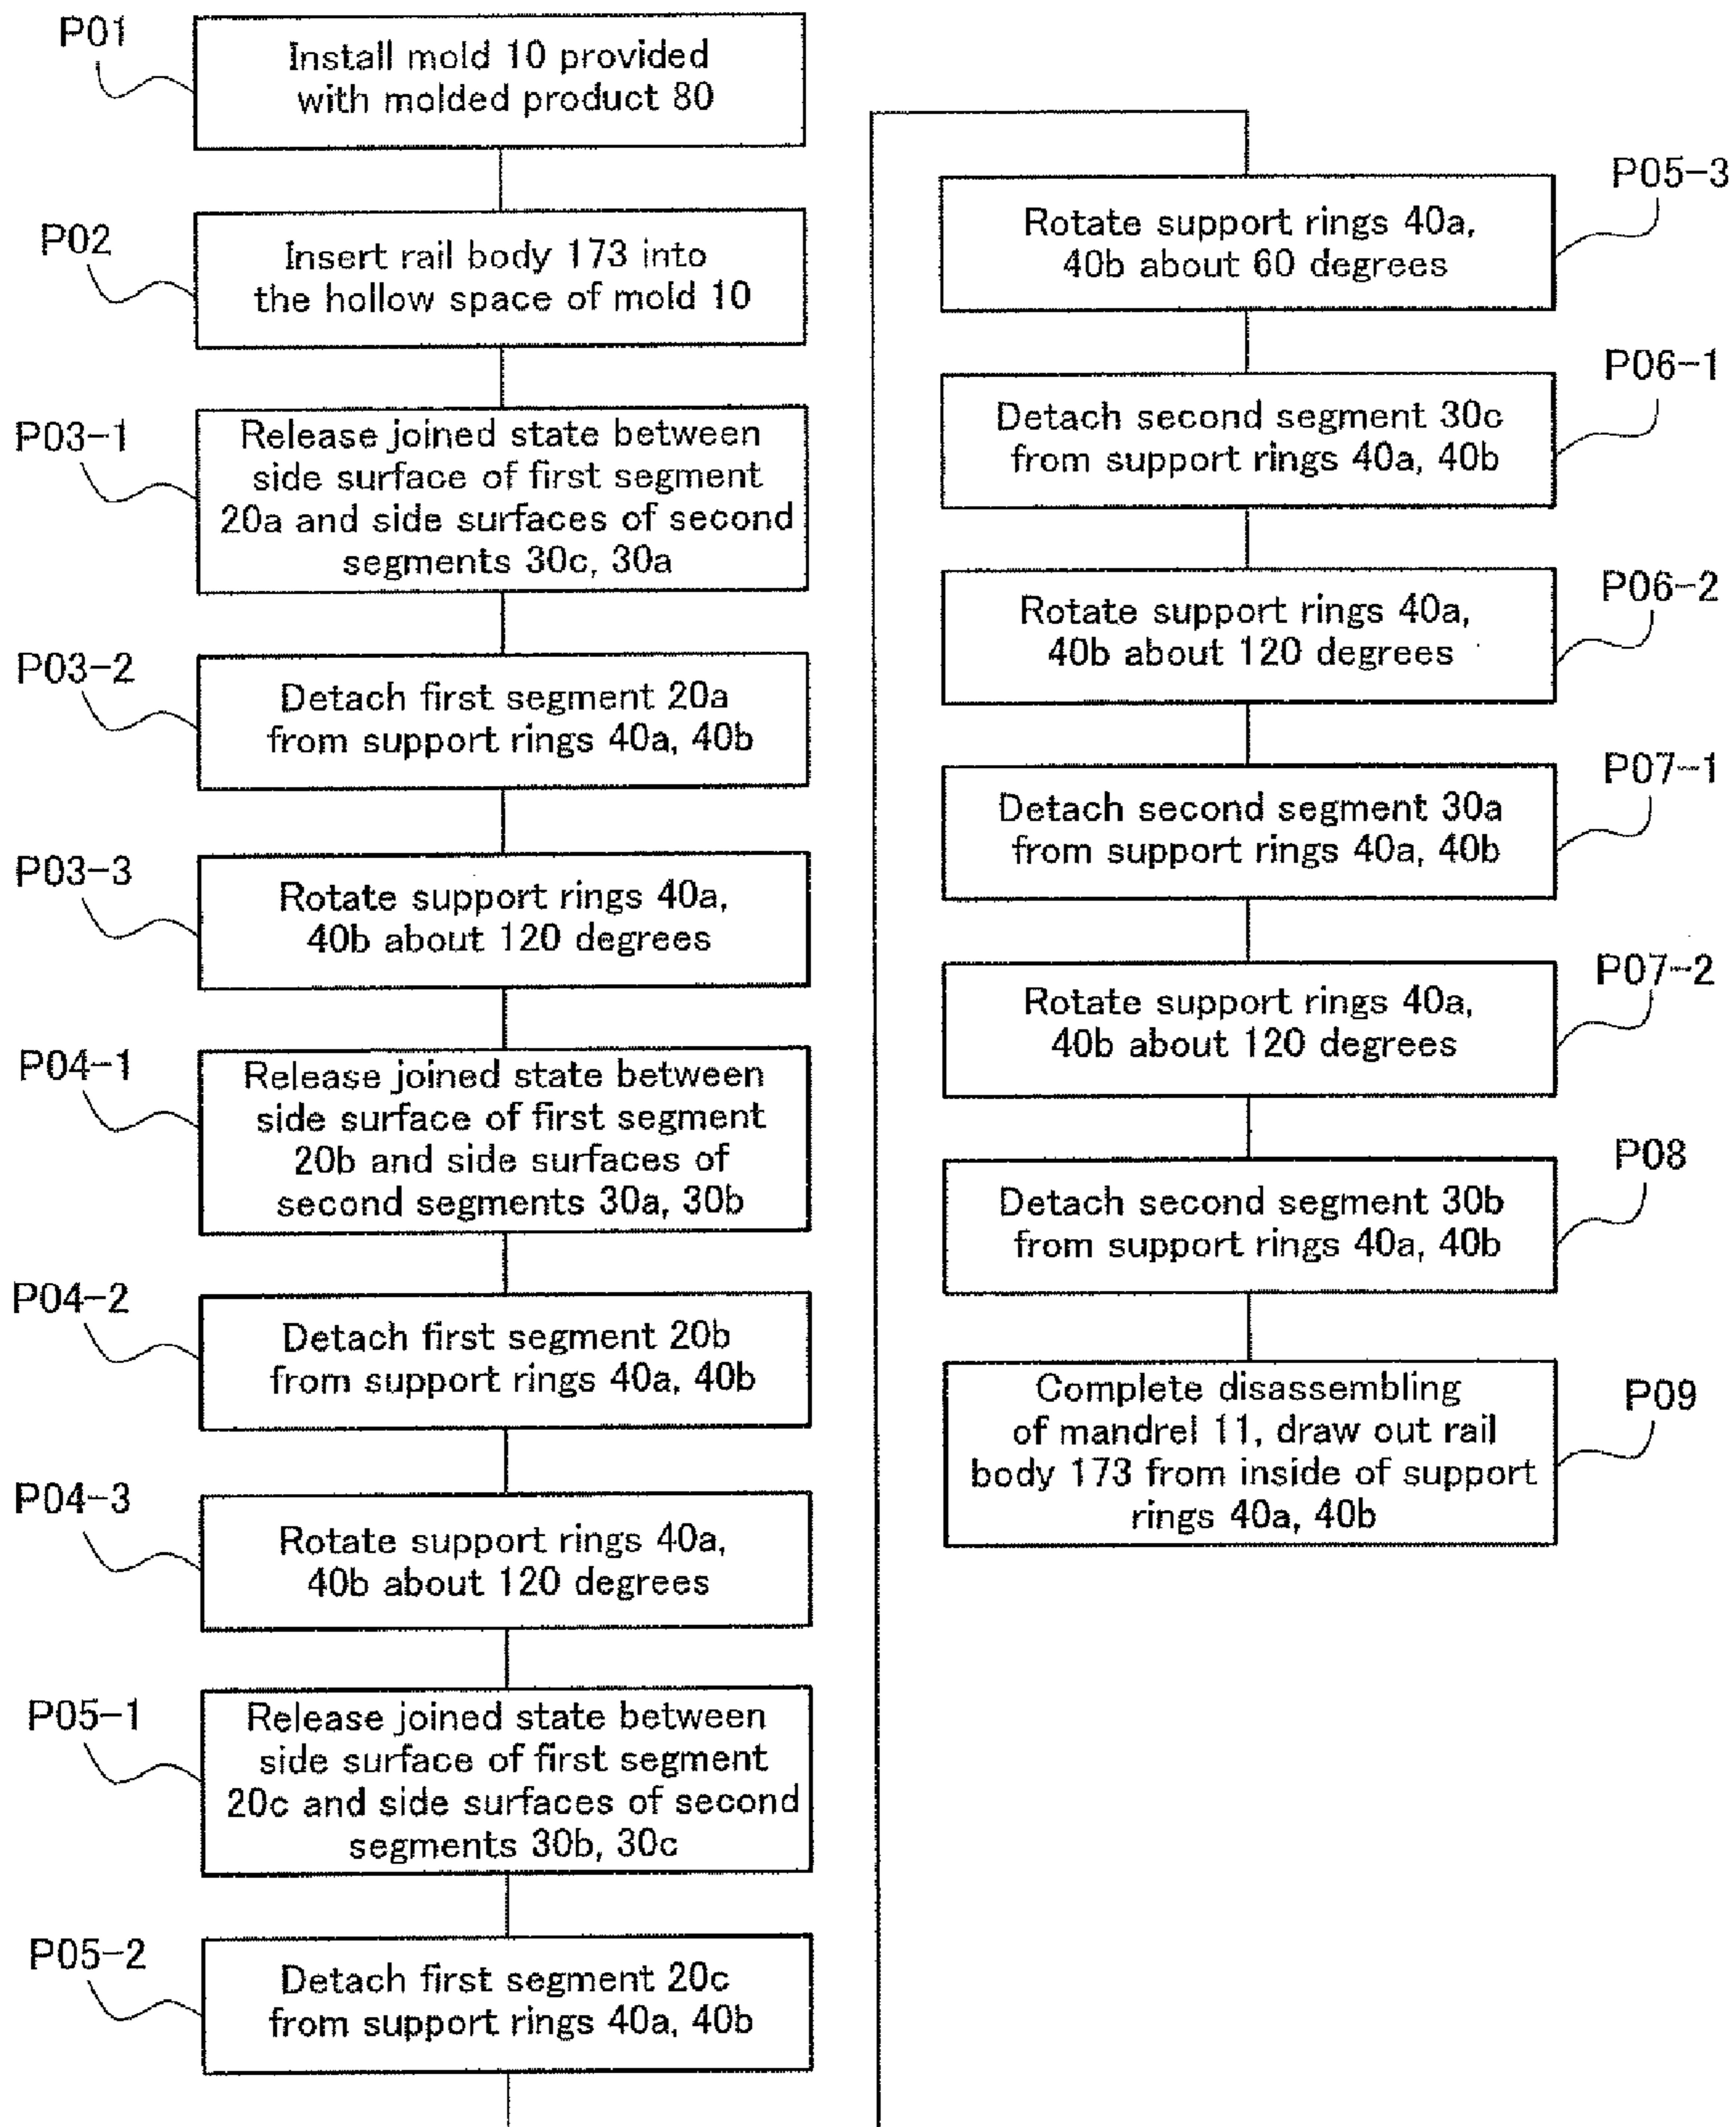 P01
Install mold 10 provided
with molded product 80
P02
Insert rail body 173 into
the hollow space of mold 10
P03-1
Release joined state between
side surface of first segment
20a and side surfaces of second
segments 30c, 30a
P03-2
Detach first segment 20a
from support rings 40a, 40b
P03-3
Rotate support rings 40a,
40b about 120 degrees
P04-1
Release joined state between
side surface of first segment
20b and side surfaces of
second segments 30a, 30b
P04-2
Detach first segment 20b
from support rings 40a, 40b
P04-3
Rotate support rings 40a,
40b about 120 degrees
P05-1
Release joined state between
side surface of first segment
20c and side surfaces of second
segments 30b, 30c
P05-2
Detach first segment 20c
from support rings 40a, 40b
P05-3
Rotate support rings 40a,
40b about 60 degrees
P06-1
Detach second segment 30c
from support rings 40a, 40b
P06-2
Rotate support rings 40a,
40b about 120 degrees
P07-1
Detach second segment 30a
from support rings 40a, 40b
P07-2
Rotate support rings 40a,
40b about 120 degrees
P08
Detach second segment 30b
from support rings 40a, 40b
P09
Complete disassembling
of mandrel 11, draw out rail
body 173 from inside of support
rings 40a, 40b